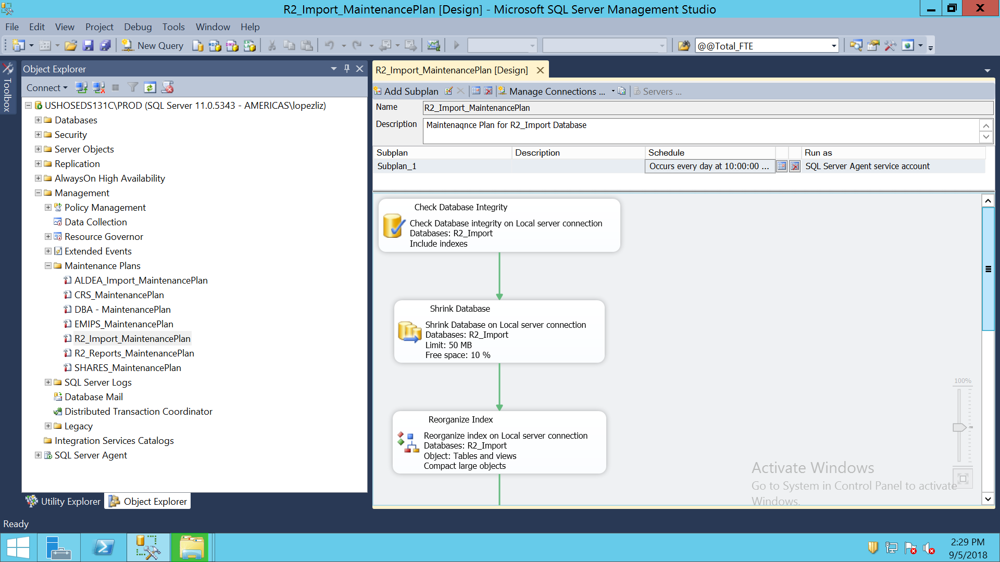 R2_Import_MaintenancePlan [Design] - Microsoft SQL Server Management Studio
File Edit View Project Debug Tools Window Help
New Query
@@Total_FTE
Toolbox
Object Explorer
Connect
USHOSEDS131C\PROD (SQL Server 11.0.5343 - AMERICAS\lopezliz)
Databases
Security
Server Objects
Replication
AlwaysOn High Availability
Management
Policy Management
Data Collection
Resource Governor
Extended Events
Maintenance Plans
ALDEA_Import_MaintenancePlan
CRS_MaintenancePlan
DBA - MaintenancePlan
EMIPS_MaintenancePlan
R2_Import_MaintenancePlan
R2_Reports_MaintenancePlan
SHARES_MaintenancePlan
SQL Server Logs
Database Mail
Distributed Transaction Coordinator
Legacy
Integration Services Catalogs
SQL Server Agent
Utility Explorer
Object Explorer
R2_Import_MaintenancePlan [Design]
Add Subplan
Manage Connections ...
Servers ...
Name
R2_Import_MaintenancePlan
Description
Maintenaqnce Plan for R2_Import Database
Subplan Description Schedule Run as
Subplan_1 Occurs every day at 10:00:00 ... SQL Server Agent service account
Check Database Integrity
Check Database integrity on Local server connection
Databases: R2_Import
Include indexes
Shrink Database
Shrink Database on Local server connection
Databases: R2_Import
Limit: 50 MB
Free space: 10 %
Reorganize Index
Reorganize index on Local server connection
Databases: R2_Import
Object: Tables and views
Compact large objects
100%
Activate Windows
Go to System in Control Panel to activate
Windows.
Ready
2:29 PM
9/5/2018